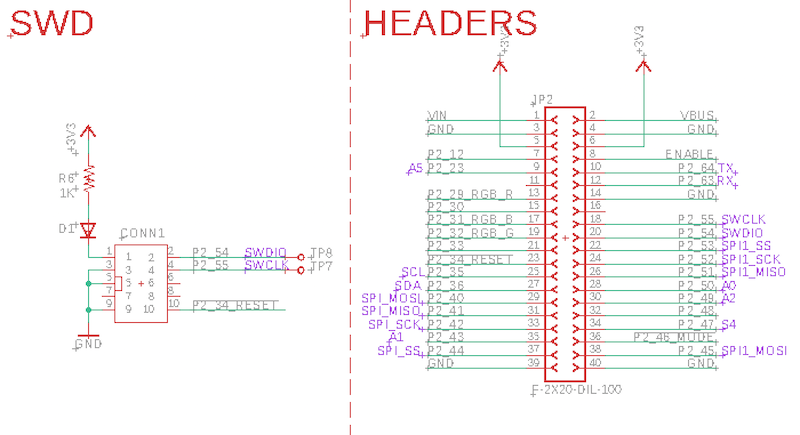 SWD
+3V3
R6
1K
D1
CONN1
1 1 2 2
3 3 4 4
5 5 6 6
7 7 8 8
9 9 10 10
P2_54 SWDIO TP8
P2_55 SWCLK TP7
P2_34_RESET
GND
HEADERS
+3V3 +3V3
JP2
VIN 1 2 VBUS
GND 3 4 GND
5 6
P2_12 7 8 ENABLE
A5 P2_23 9 10 P2_64 TX
11 12 P2_63 RX
P2_29_RGB_R 13 14 GND
P2_30 15 16
P2_31_RGB_B 17 18 P2_55 SWCLK
P2_32_RGB_G 19 20 P2_54 SWDIO
P2_33 21 22 P2_53 SPI1_SS
P2_34_RESET 23 24 P2_52 SPI1_SCK
SCL P2_35 25 26 P2_51 SPI1_MISO
SDA P2_36 27 28 P2_50 A0
SPI_MOSI P2_40 29 30 P2_49 A2
SPI_MISO P2_41 31 32 P2_48
SPI_SCK P2_42 33 34 P2_47 S4
A1 P2_43 35 36 P2_46_MODE
SPI_SS P2_44 37 38 P2_45 SPI1_MOSI
GND 39 40 GND
F-2X20-DIL-100